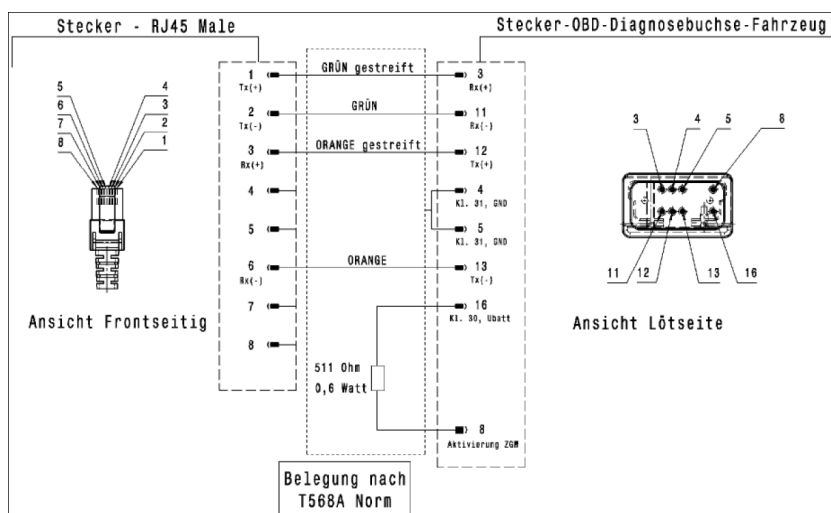 Stecker - RJ45 Male
Stecker-OBD-Diagnosebuchse-Fahrzeug
5
6
7
8
4
3
2
1
Ansicht Frontseitig
1
Tx(+)
GRÜN gestreift
3
Rx(+)
2
Tx(-)
GRÜN
11
Rx(-)
3
Rx(+)
ORANGE gestreift
12
Tx(+)
4
4
Kl. 31, GND
5
5
Kl. 31, GND
6
Rx(-)
ORANGE
13
Tx(-)
7
16
Kl. 30, Ubatt
8
511 Ohm
0,6 Watt
8
Aktivierung ZGW
3 4 5 8
11 12 13 16
Ansicht Lötseite
Belegung nach
T568A Norm